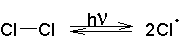 Cl—Cl hν ⇌ 2Cl˙